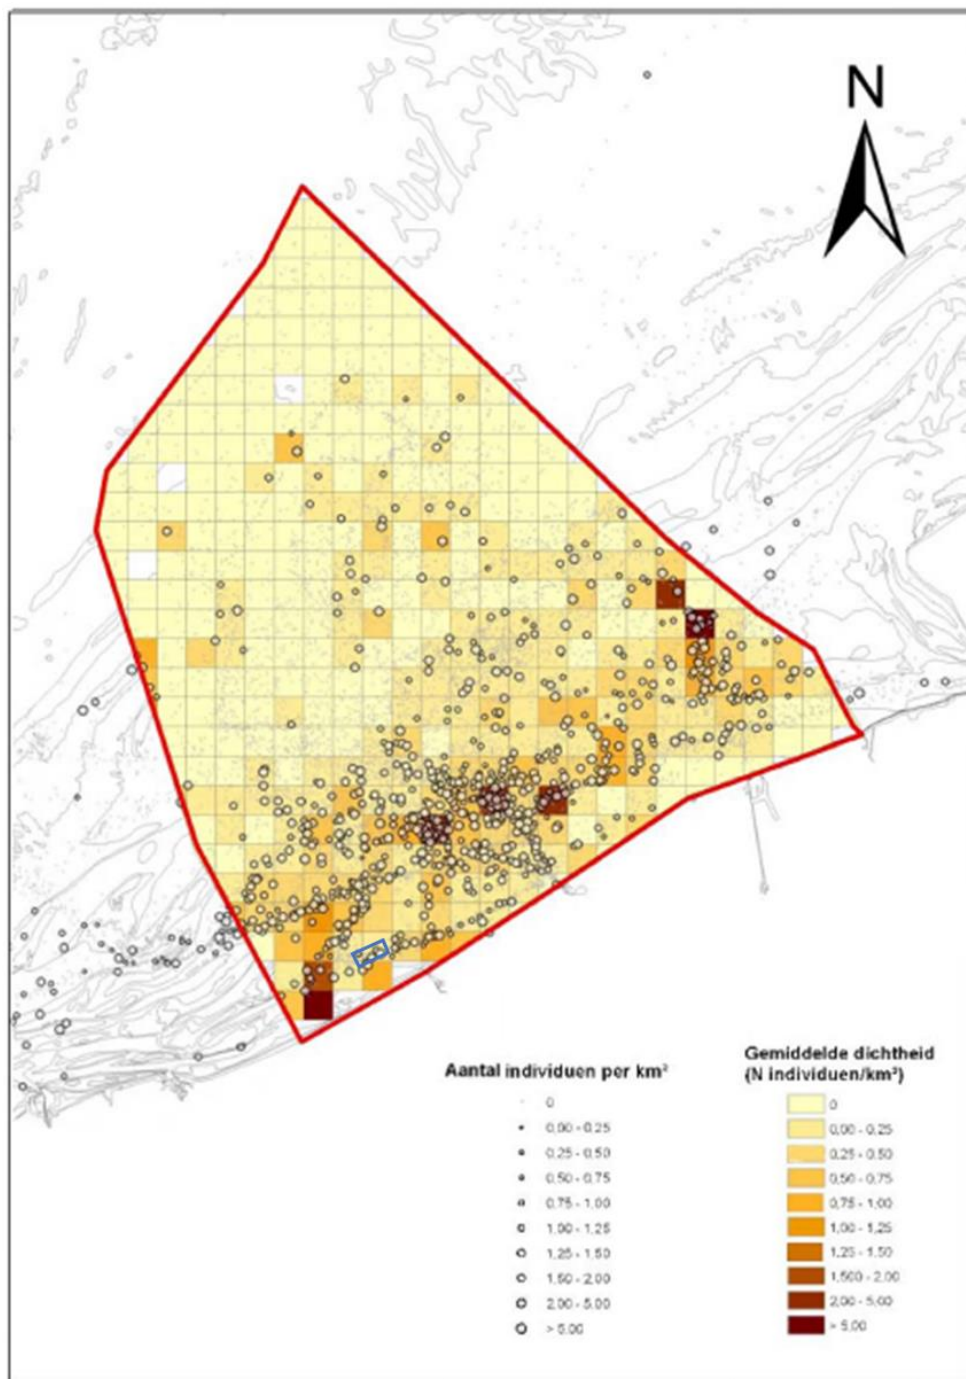 N
Aantal individuen per km²
0
0,00 - 0,25
0,25 - 0,50
0,50 - 0,75
0,75 - 1,00
1,00 - 1,25
1,25 - 1,50
1,50 - 2,00
2,00 - 5,00
> 5,00
Gemiddelde dichtheid
(N individuen/km²)
0
0,00 - 0,25
0,25 - 0,50
0,50 - 0,75
0,75 - 1,00
1,00 - 1,25
1,25 - 1,50
1,500 - 2,00
2,00 - 5,00
> 5,00